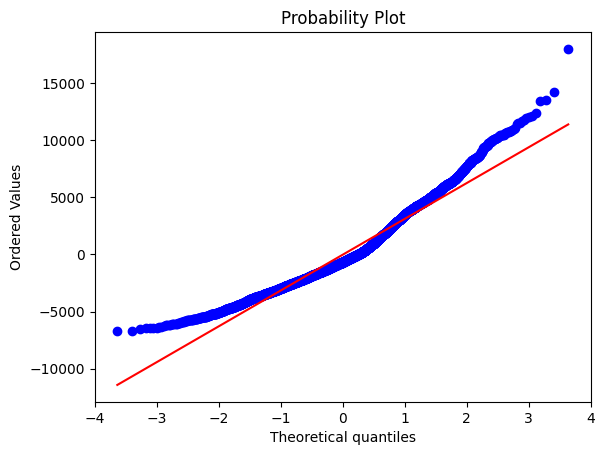 Probability Plot
Ordered Values
15000
10000
5000
0
−5000
−10000
−4 −3 −2 −1 0 1 2 3 4
Theoretical quantiles